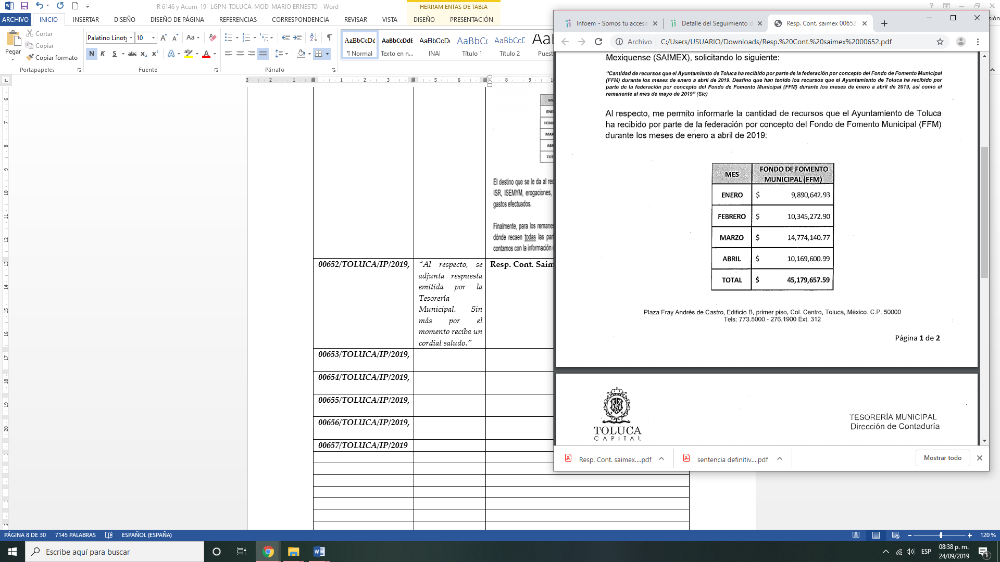 R 6146 y Acum-19- LGPN-TOLUCA-MOD-MARIO ERNESTO - Word
HERRAMIENTAS DE TABLA
ARCHIVO INICIO INSERTAR DISEÑO DISEÑO DE PÁGINA REFERENCIAS CORRESPONDENCIA REVISAR VISTA DISEÑO PRESENTACIÓN
Pegar
Cortar
Copiar
Copiar formato
Portapapeles
Palatino Linoty 10
N K S abc x₂ x²
Fuente
Párrafo
AaBbCcDc AaBbCcDdE AaBbCcDc AaBbCc AaBbCcD AaB
¶ Normal Texto en n... INAI Título 1 Título 2 Puest
El destino que se le da al rec
ISR, ISEMYM, erogaciones,
gastos efectuados.
Finalmente, para los remane
dónde recaen todas las par
contamos con la información
00652/TOLUCA/IP/2019,
“Al respecto, se
adjunta respuesta
emitida por la
Tesorería
Municipal. Sin
más por el
momento reciba un
cordial saludo.”
Resp. Cont. Saim
00653/TOLUCA/IP/2019,
00654/TOLUCA/IP/2019,
00655/TOLUCA/IP/2019,
00656/TOLUCA/IP/2019,
00657/TOLUCA/IP/2019
Infoem - Somos tu acceso
Detalle del Seguimiento d
Resp. Cont. saimex 00652
Archivo C:/Users/USUARIO/Downloads/Resp.%20Cont.%20saimex%2000652.pdf
Mexiquense (SAIMEX), solicitando lo siguiente:
“Cantidad de recursos que el Ayuntamiento de Toluca ha recibido por parte de la federación por concepto del Fondo de Fomento Municipal
(FFM) durante los meses de enero a abril de 2019. Destino que han tenido los recursos que el Ayuntamiento de Toluca ha recibido por
parte de la federación por concepto del Fondo de Fomento Municipal (FFM) durante los meses de enero a abril de 2019, así como el
remanente al mes de mayo de 2019” (Sic)
Al respecto, me permito informarle la cantidad de recursos que el Ayuntamiento de Toluca
ha recibido por parte de la federación por concepto del Fondo de Fomento Municipal (FFM)
durante los meses de enero a abril de 2019:
MES FONDO DE FOMENTO MUNICIPAL (FFM)
ENERO $ 9,890,642.93
FEBRERO $ 10,345,272.90
MARZO $ 14,774,140.77
ABRIL $ 10,169,600.99
TOTAL $ 45,179,657.59
Plaza Fray Andrés de Castro, Edificio B, primer piso, Col. Centro, Toluca, México. C.P. 50000
Tels: 773.5000 - 276.1900 Ext. 312
Página 1 de 2
TOLUCA
CAPITAL
TESORERÍA MUNICIPAL
Dirección de Contaduría
Resp. Cont. saimex....pdf
sentencia definitiv....pdf
Mostrar todo
PÁGINA 8 DE 30 7145 PALABRAS ESPAÑOL (ESPAÑA) 120 %
Escribe aquí para buscar
ESP
08:38 p. m.
24/09/2019